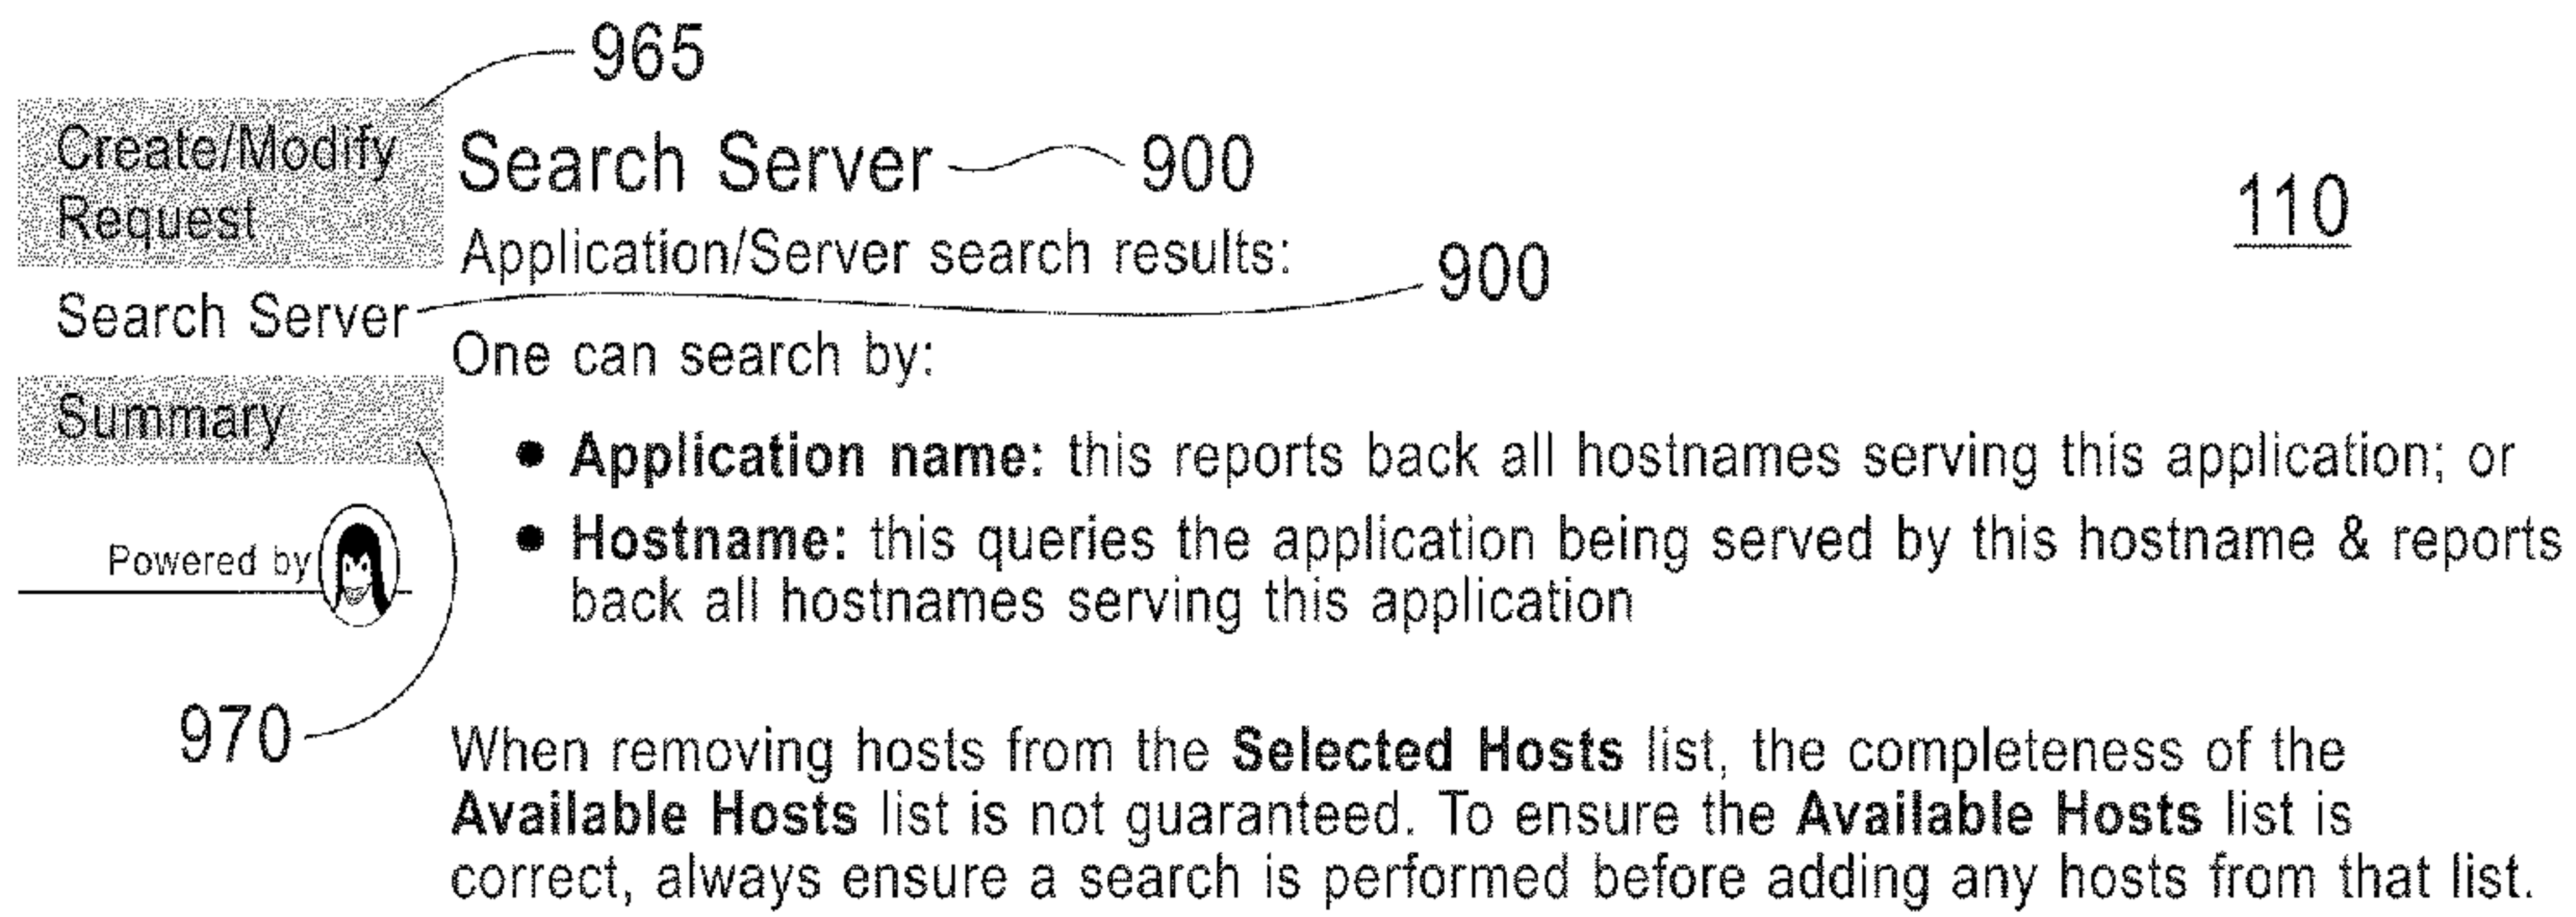 965
Create/Modify
Request
Search Server
900
110
Application/Server search results:
900
Search Server
One can search by:
Summary
• Application name: this reports back all hostnames serving this application; or
• Hostname: this queries the application being served by this hostname & reports
back all hostnames serving this application
Powered by
970
When removing hosts from the Selected Hosts list, the completeness of the
Available Hosts list is not guaranteed. To ensure the Available Hosts list is
correct, always ensure a search is performed before adding any hosts from that list.